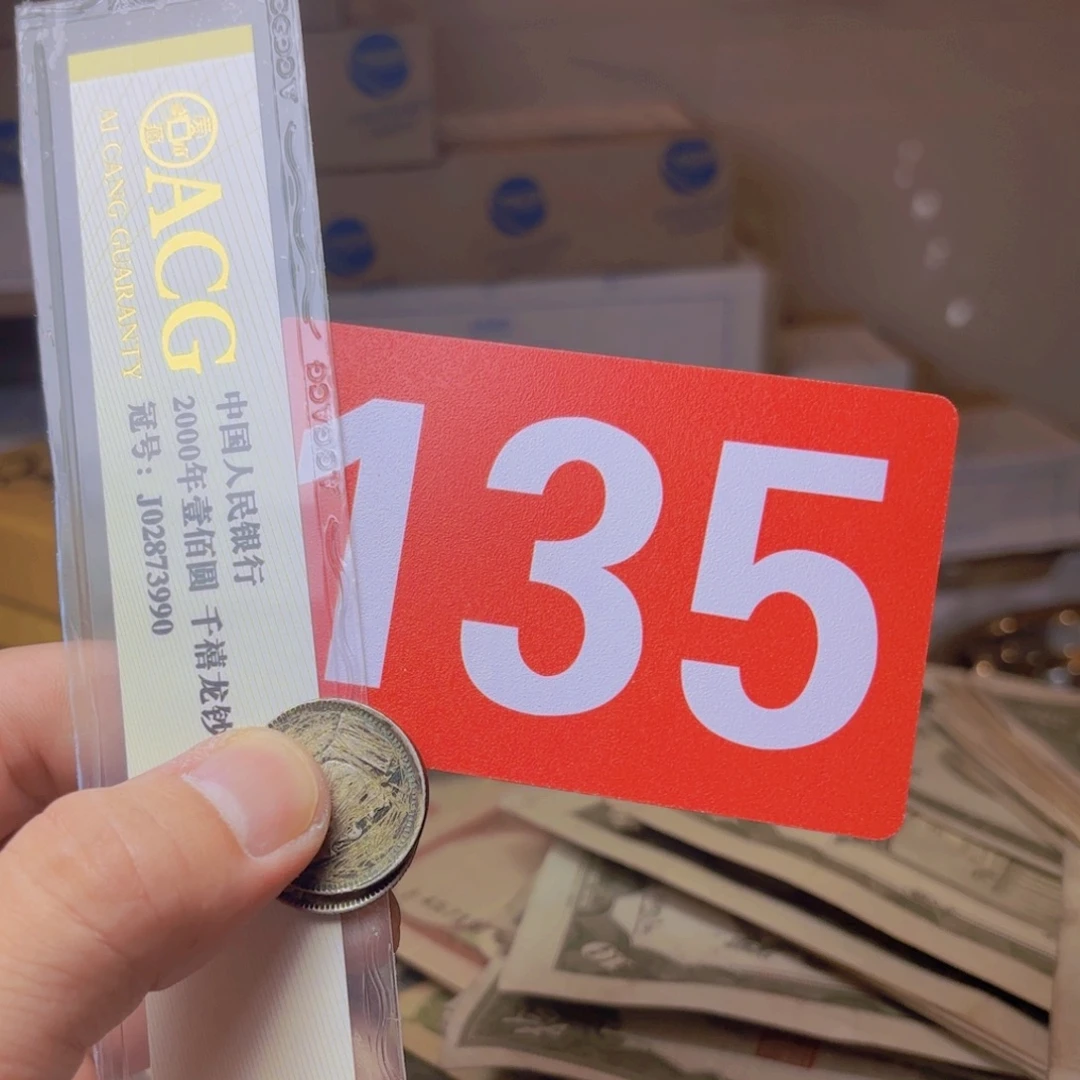 ACG
AI CANG GUARANTY
中国人民银行
2000年壹佰圆 千禧龙钞
冠号：J02873990
135